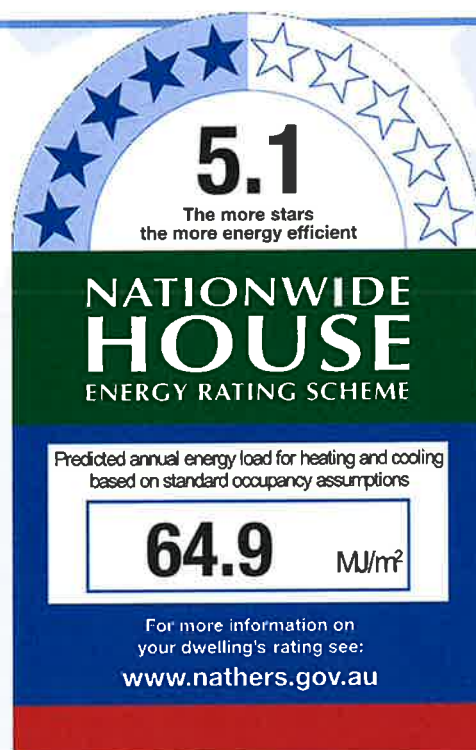 5.1
The more stars
the more energy efficient
NATIONWIDE
HOUSE
ENERGY RATING SCHEME
Predicted annual energy load for heating and cooling
based on standard occupancy assumptions
64.9 MJ/m²
For more information on
your dwelling's rating see:
www.nathers.gov.au